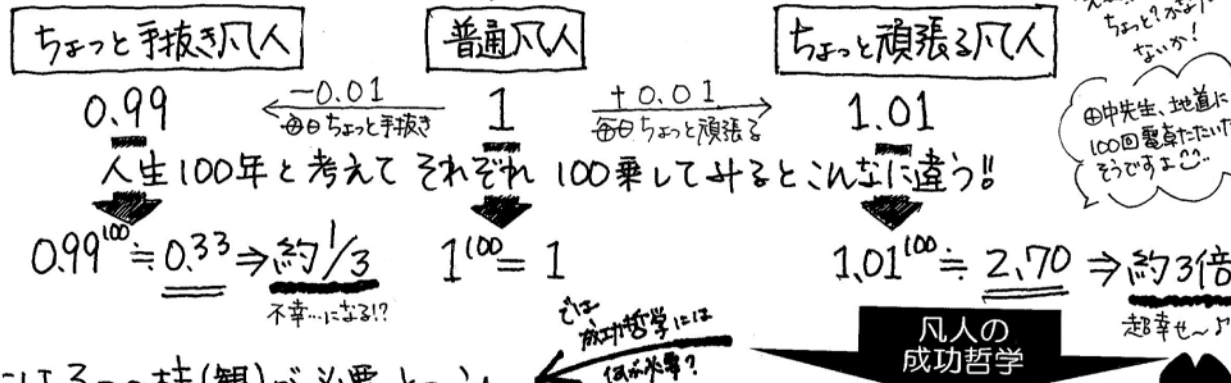 ちょっと手抜き凡人
普通凡人
ちょっと頑張る凡人
ちょっと?
ないか!
0.99
−0.01
毎日ちょっと手抜き
1
+0.01
毎日ちょっと頑張る
1.01
田中先生、地道に
100回電卓たたいた
そうですよ
人生100年と考えて それぞれ 100乗してみるとこんなに違う!!
0.99¹⁰⁰≒0.33⇒約1/3
不幸…になる!?
1¹⁰⁰=1
1.01¹⁰⁰≒2.70⇒約3倍
超幸せ~♪
では、
成功哲学には
何が必要?
凡人の
成功哲学